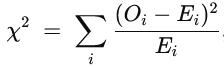 χ² = ∑ᵢ (Oᵢ − Eᵢ)² / Eᵢ